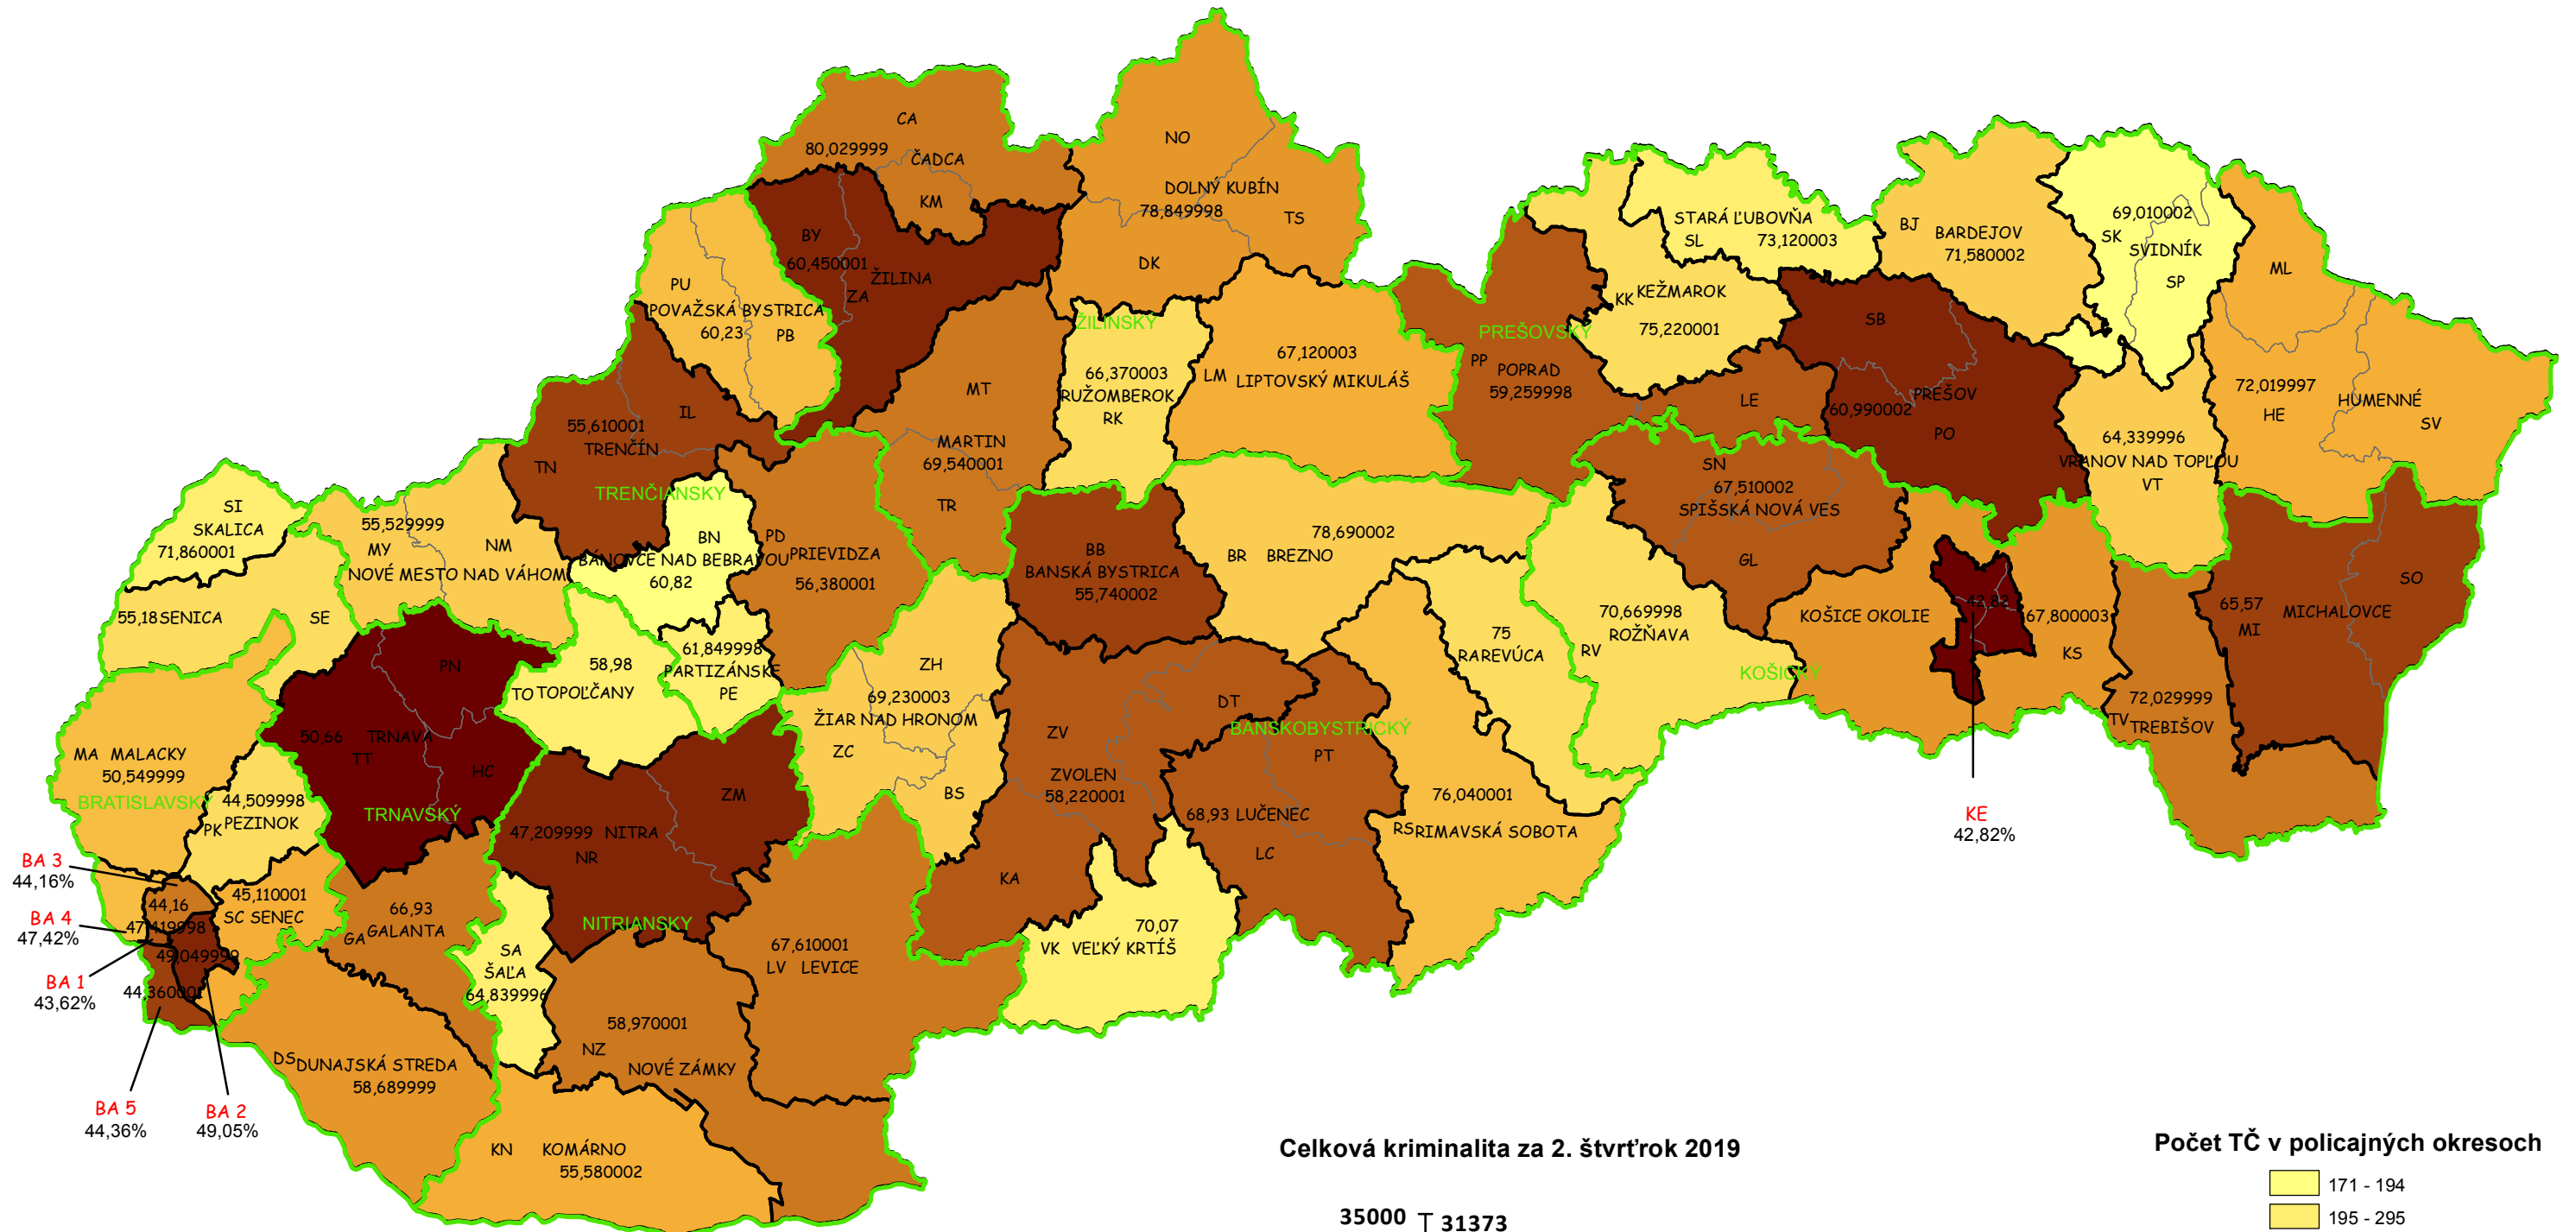 CA
80,029999
ČADCA
KM
NO
DOLNÝ KUBÍN
78,849998
TS
DK
BY
60,450001
ŽILINA
ZA
PU
POVAŽSKÁ BYSTRICA
60,23
PB
ŽILINSKÝ
66,370003
RUŽOMBEROK
RK
67,120003
LM
LIPTOVSKÝ MIKULÁŠ
MT
MARTIN
69,540001
TR
STARÁ ĽUBOVŇA
SL
73,120003
BJ
BARDEJOV
71,580002
69,010002
SK
SVIDNÍK
SP
ML
KK
KEŽMAROK
75,220001
PREŠOVSKÝ
PP
POPRAD
59,259998
LE
SB
PREŠOV
60,990002
PO
72,019997
HUMENNÉ
HE
SV
64,339996
VRANOV NAD TOPĽOU
VT
IL
55,610001
TRENČÍN
TN
TRENČIANSKY
SI
SKALICA
71,860001
55,529999
MY
NM
NOVÉ MESTO NAD VÁHOM
BN
BÁNOVCE NAD BEBRAVOU
60,82
PD
PRIEVIDZA
56,380001
BB
BANSKÁ BYSTRICA
55,740002
78,690002
BR BREZNO
SN
67,510002
SPIŠSKÁ NOVÁ VES
GL
55,18
SENICA
SE
PN
58,98
TO TOPOĽČANY
61,849998
PARTIZÁNSKE
PE
ZH
69,230003
ŽIAR NAD HRONOM
ZC
BS
75
RA
REVÚCA
70,669998
ROŽŇAVA
RV
KOŠICKÝ
KOŠICE OKOLIE
42,82
67,800003
KS
65,57
MICHALOVCE
MI
SO
72,029999
TV
TREBIŠOV
MA MALACKY
50,549999
BRATISLAVSKÝ
44,509998
PK
PEZINOK
50,66
TRNAVA
TT
HC
TRNAVSKÝ
ZM
47,209999 NITRA
NR
NITRIANSKY
ZV
DT
BANSKOBYSTRICKÝ
PT
ZVOLEN
58,220001
KA
68,93 LUČENEC
LC
76,040001
RS
RIMAVSKÁ SOBOTA
KE
42,82%
BA 3
44,16%
BA 4
47,42%
BA 1
43,62%
44,16
47,419998
49,049999
44,360001
45,110001
SC SENEC
66,93
GA GALANTA
SA
ŠAĽA
64,839996
67,610001
LV LEVICE
70,07
VK VEĽKÝ KRTÍŠ
58,970001
NZ
NOVÉ ZÁMKY
DS
DUNAJSKÁ STREDA
58,689999
BA 5
44,36%
BA 2
49,05%
KN
KOMÁRNO
55,580002
Celková kriminalita za 2. štvrťrok 2019
35000
31373
Počet TČ v policajných okresoch
171 - 194
195 - 295